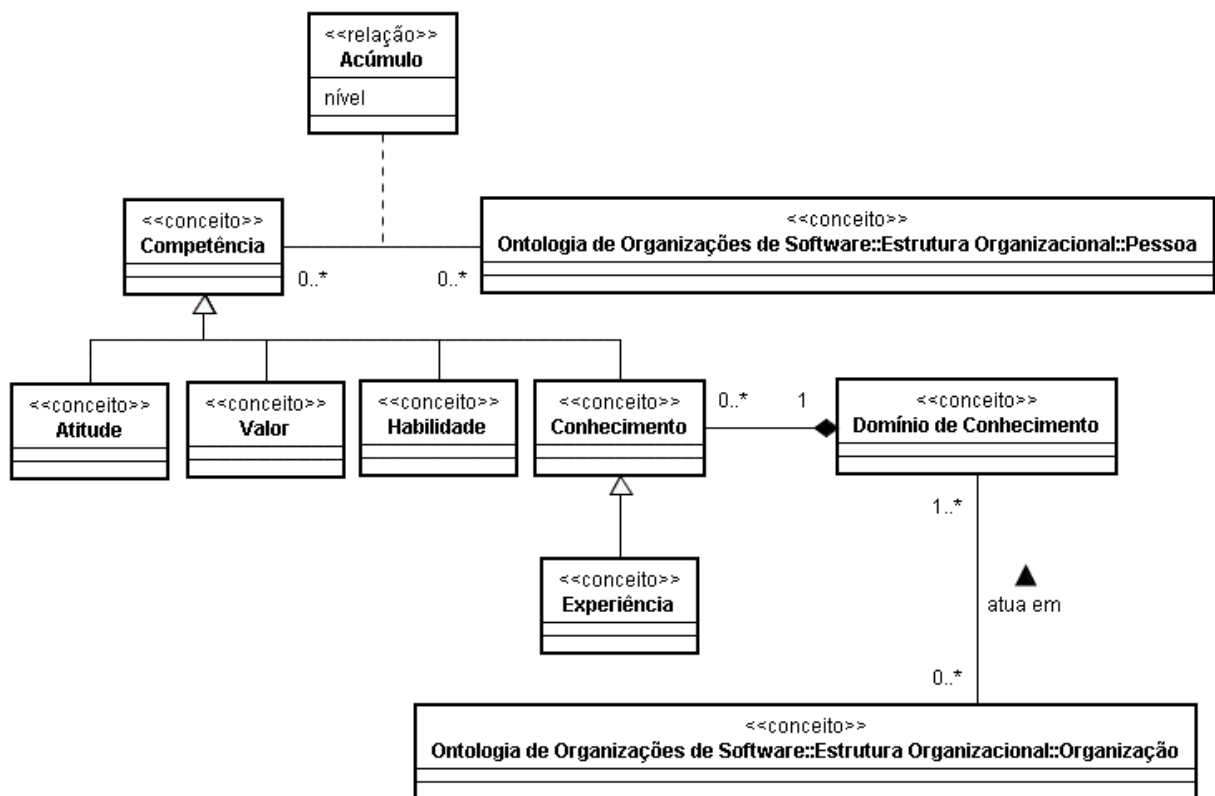 <<relação>>
Acúmulo
nível
<<conceito>>
Competência
0..*
0..*
<<conceito>>
Ontologia de Organizações de Software::Estrutura Organizacional::Pessoa
<<conceito>>
Atitude
<<conceito>>
Valor
<<conceito>>
Habilidade
<<conceito>>
Conhecimento
0..*
1
<<conceito>>
Domínio de Conhecimento
1..*
<<conceito>>
Experiência
atua em
0..*
<<conceito>>
Ontologia de Organizações de Software::Estrutura Organizacional::Organização